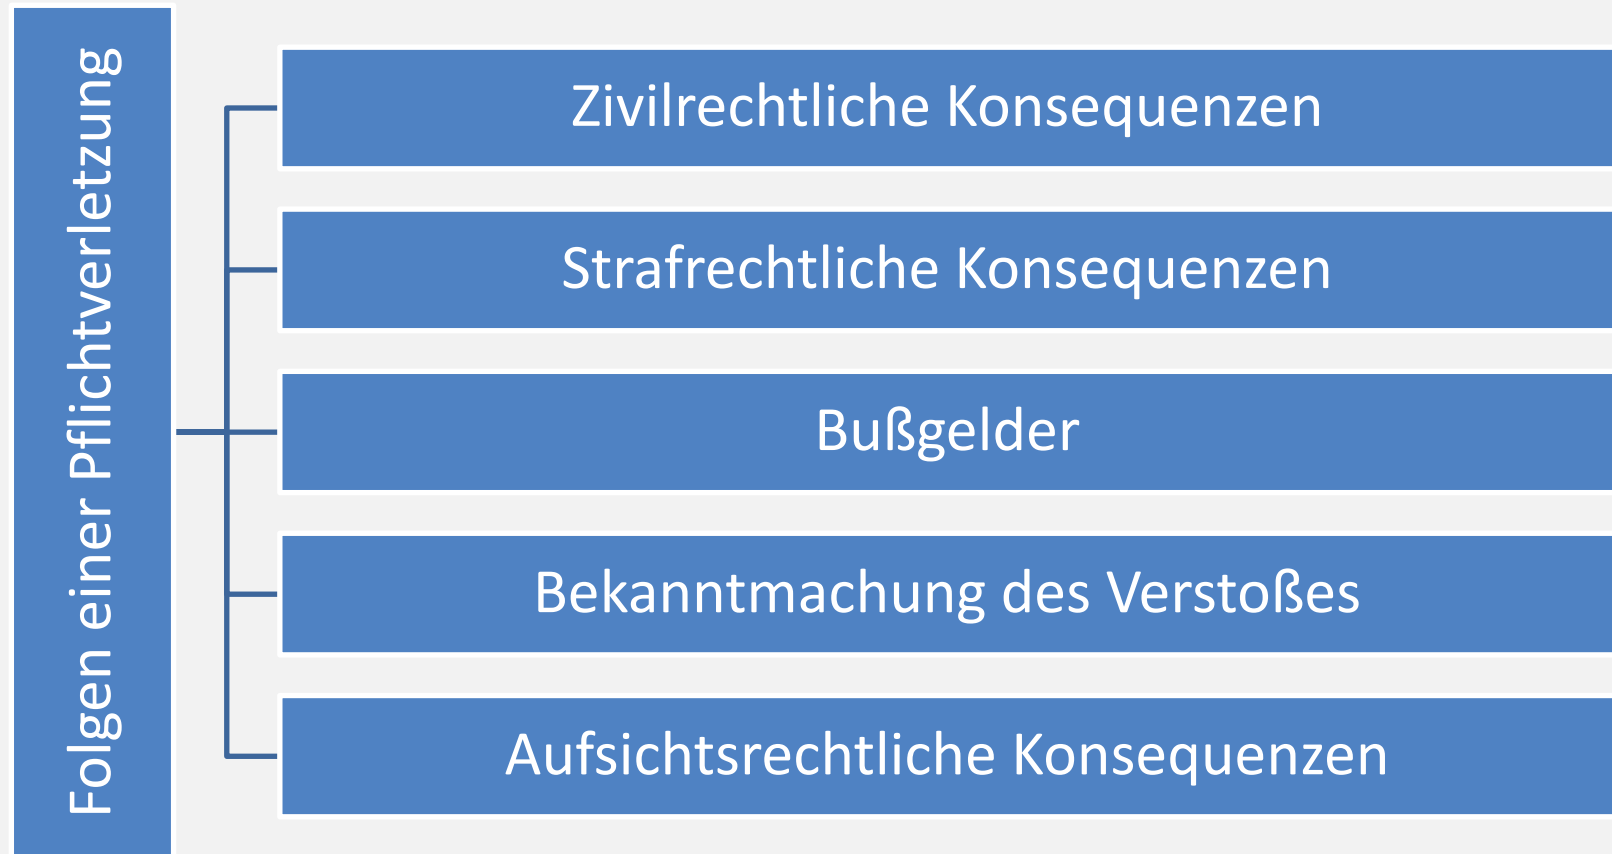 Folgen einer Pflichtverletzung
Zivilrechtliche Konsequenzen
Strafrechtliche Konsequenzen
Bußgelder
Bekanntmachung des Verstoßes
Aufsichtsrechtliche Konsequenzen